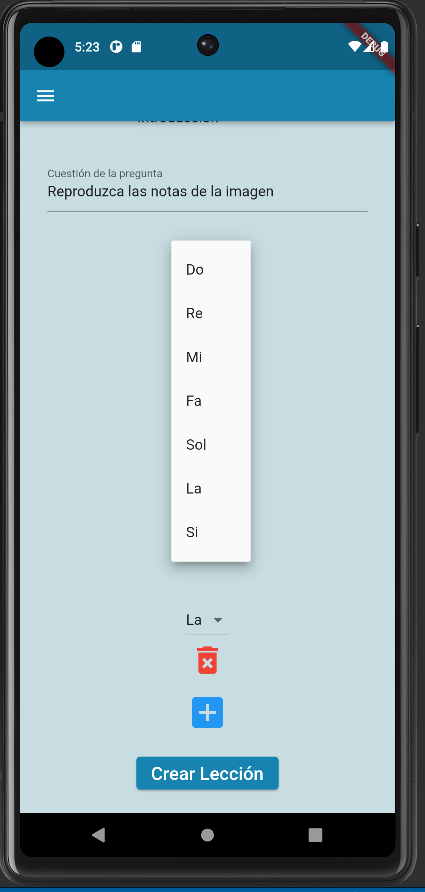 5:23
DEBUG
Introducción
Cuestión de la pregunta
Reproduzca las notas de la imagen
Do
Re
Mi
Fa
Sol
La
Si
La
Crear Lección